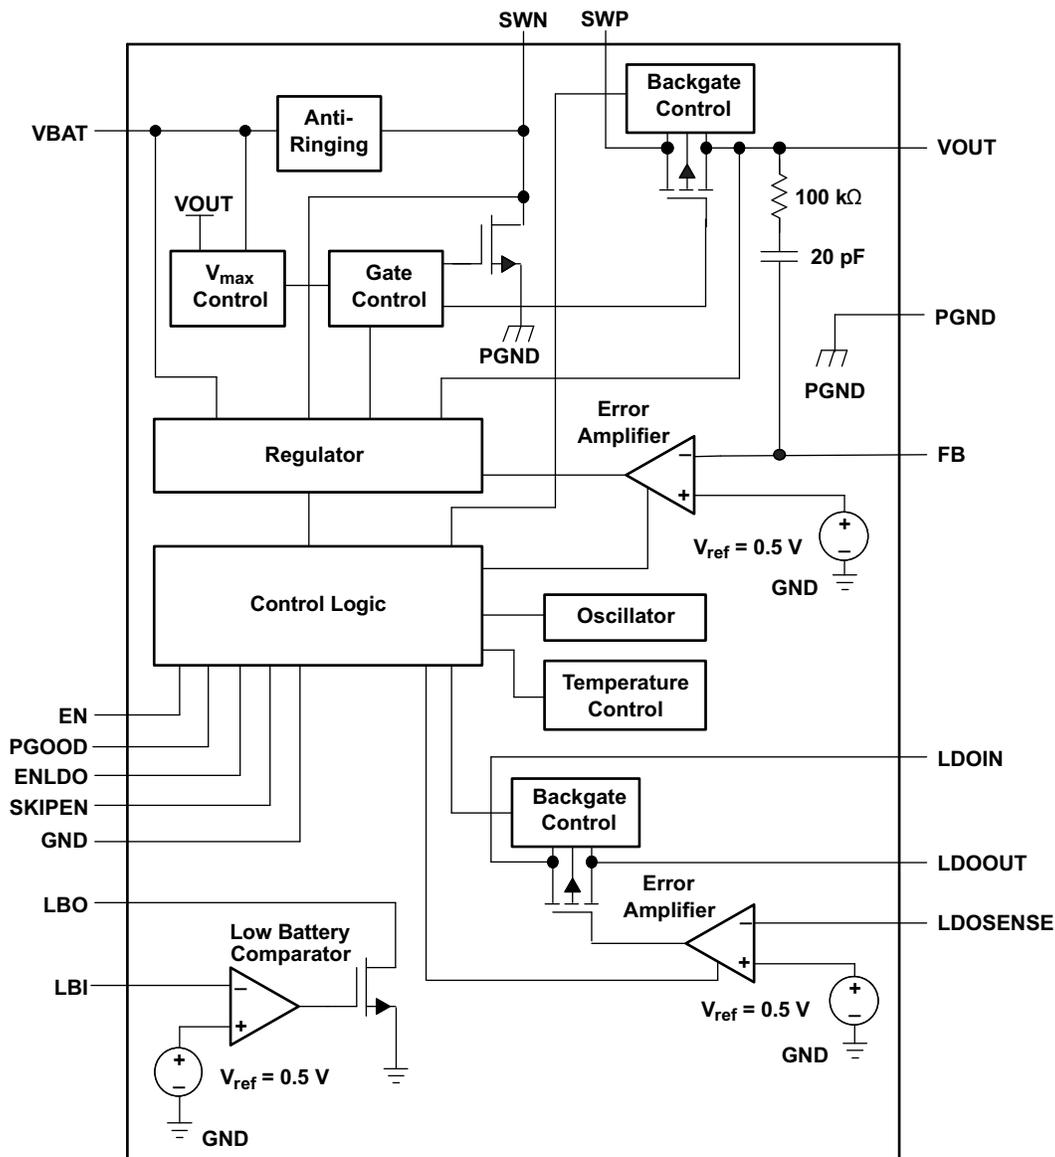 SWN
SWP
Backgate
Control
Anti-
Ringing
VBAT
VOUT
100 kΩ
VOUT
20 pF
Vmax
Control
Gate
Control
PGND
PGND
PGND
Error
Amplifier
Regulator
−
FB
+
Vref = 0.5 V
+
−
GND
Control Logic
Oscillator
Temperature
Control
EN
PGOOD
ENLDO
SKIPEN
GND
LDOIN
Backgate
Control
LDOOUT
Error
Amplifier
LDOSENSE
−
+
Vref = 0.5 V
+
−
GND
LBO
Low Battery
Comparator
LBI
−
+
+
−
Vref = 0.5 V
GND